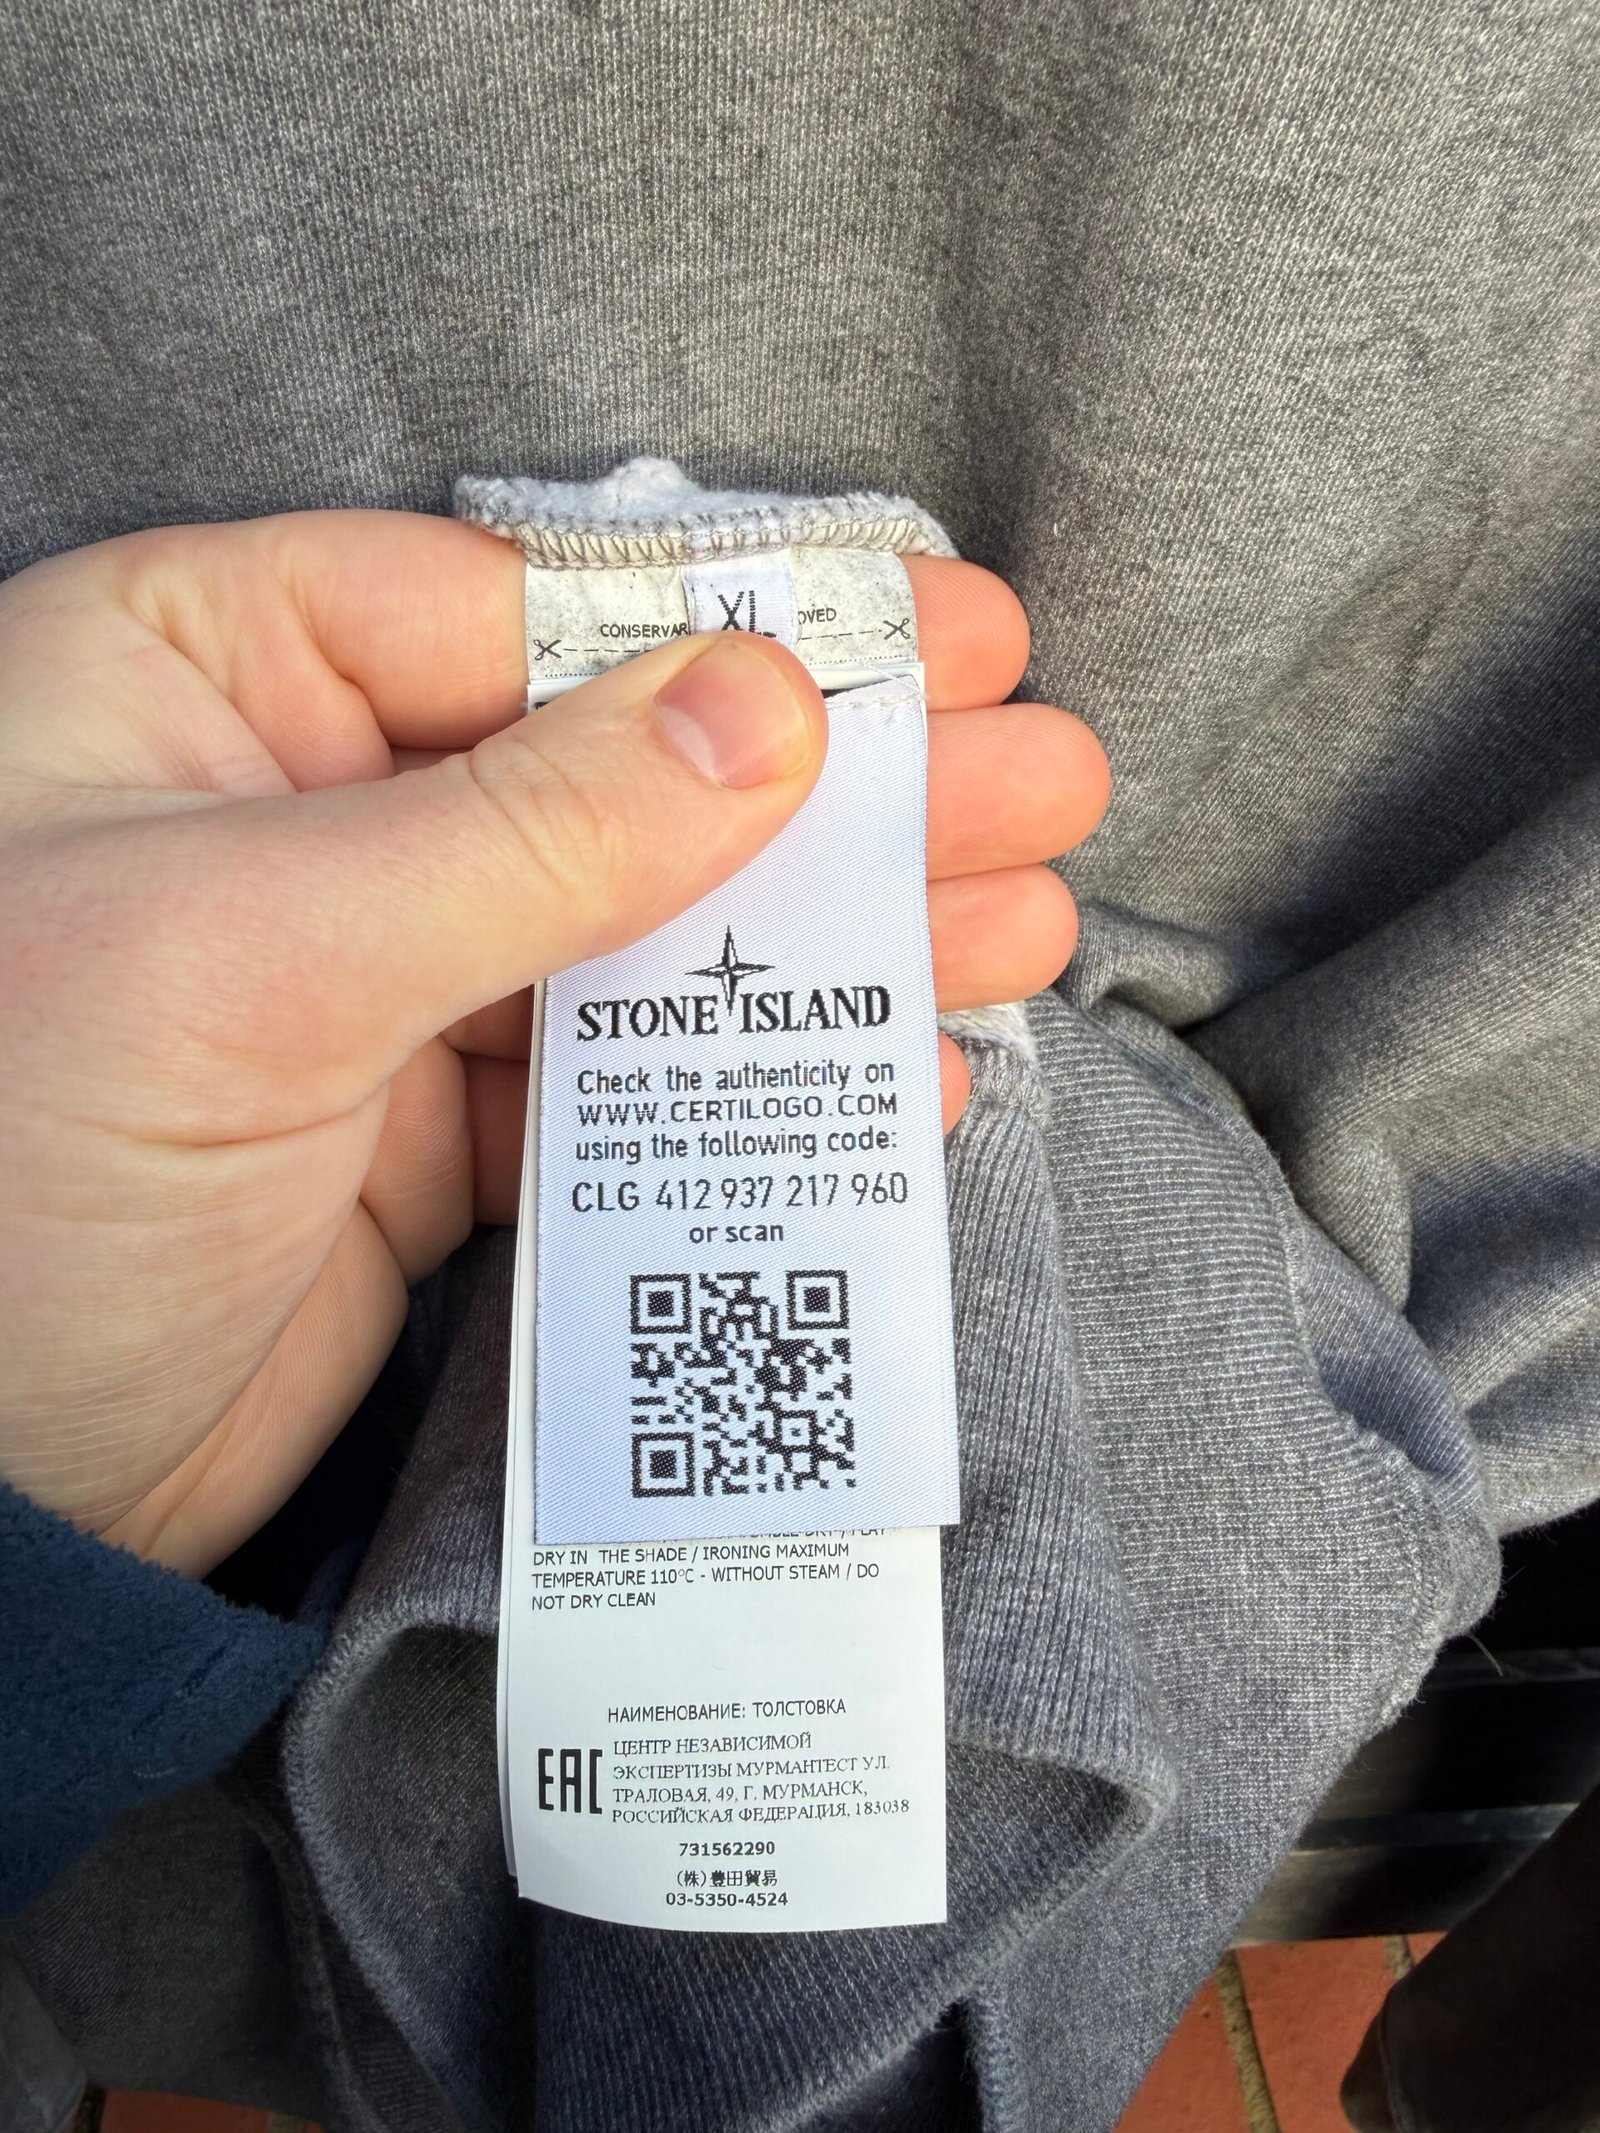 CONSERVAR
XL
OVED
STONE ISLAND
Check the authenticity on
WWW.CERTILOGO.COM
using the following code:
CLG 412 937 217 960
or scan
DRY IN THE SHADE / IRONING MAXIMUM
TEMPERATURE 110°C - WITHOUT STEAM / DO
NOT DRY CLEAN
НАИМЕНОВАНИЕ: ТОЛСТОВКА
EAC
ЦЕНТР НЕЗАВИСИМОЙ
ЭКСПЕРТИЗЫ МУРМАНТЕСТ УЛ.
ТРАЛОВАЯ, 49, Г. МУРМАНСК,
РОССИЙСКАЯ ФЕДЕРАЦИЯ, 183038
731562290
(株)豊田貿易
03-5350-4524